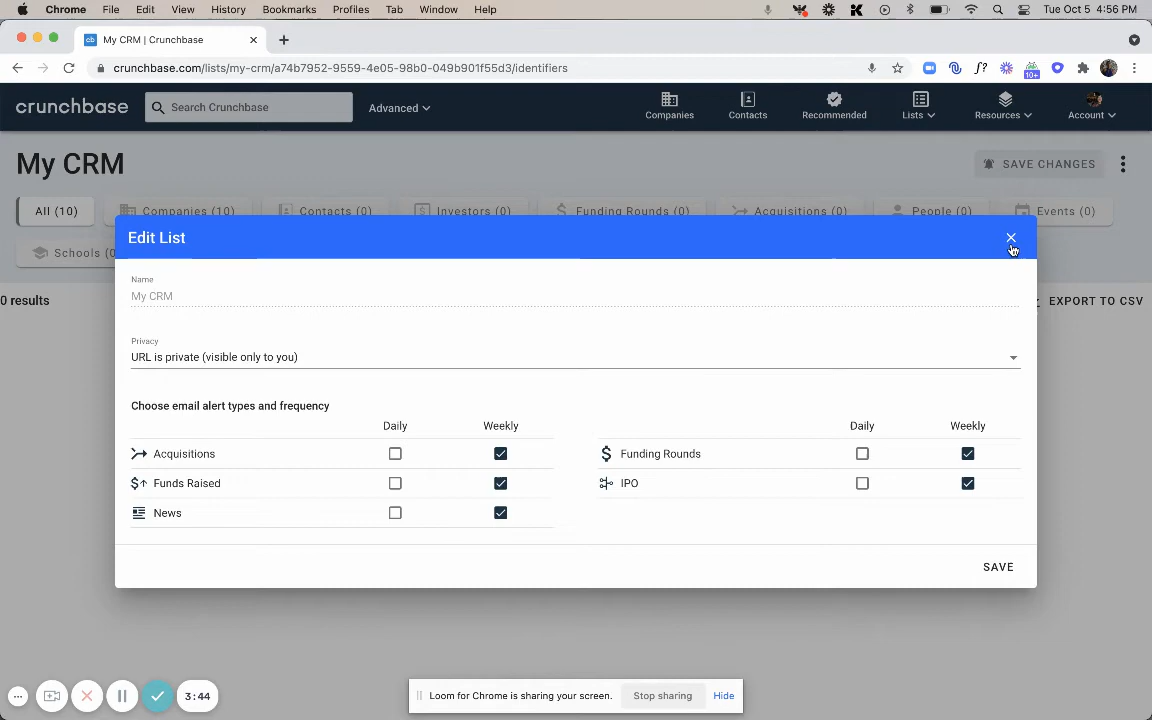 Chrome File Edit View History Bookmarks Profiles Tab Window Help Tue Oct 5 4:56 PM
cb My CRM | Crunchbase
crunchbase.com/lists/my-crm/a74b7952-9559-4e05-98b0-049b901f55d3/identifiers
10+
crunchbase Search Crunchbase Advanced Companies Contacts Recommended Lists Resources Account
My CRM SAVE CHANGES
All (10) Companies (10) Contacts (0) Investors (0) Funding Rounds (0) Acquisitions (0) People (0) Events (0)
Schools (0
Edit List
0 results EXPORT TO CSV
Name
My CRM
Privacy
URL is private (visible only to you)
Choose email alert types and frequency
Daily Weekly Daily Weekly
Acquisitions Funding Rounds
Funds Raised IPO
News
SAVE
3:44 Loom for Chrome is sharing your screen. Stop sharing Hide